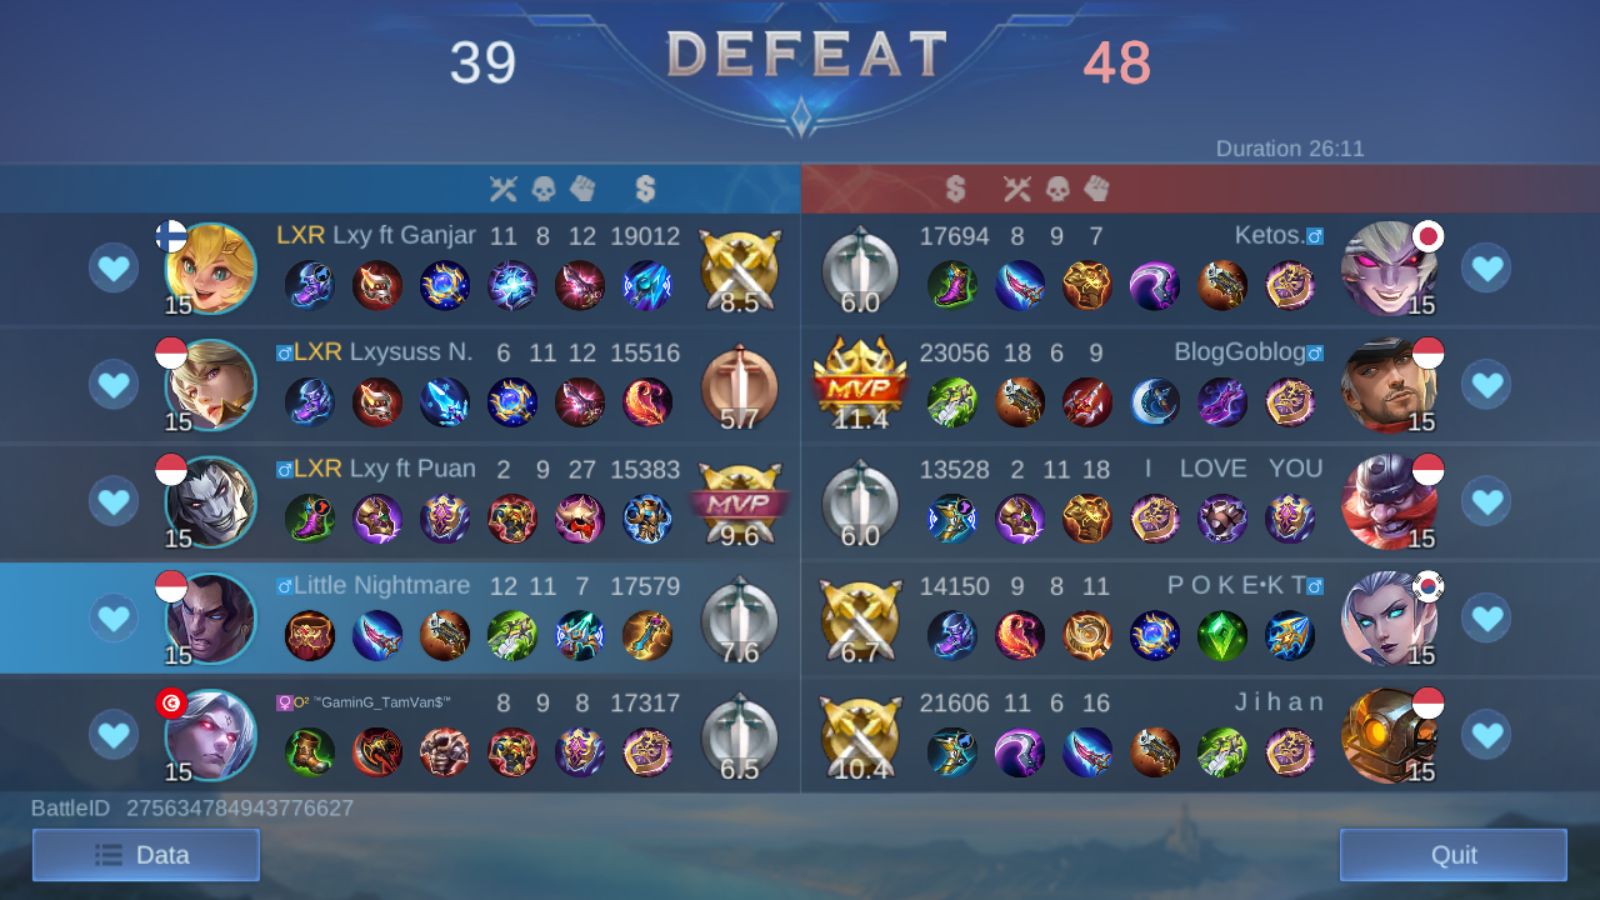 39 DEFEAT 48
Duration 26:11
LXR Lxy ft Ganjar 11 8 12 19012
15 8.5
6.0 17694 8 9 7 Ketos.
15
LXR Lxysuss N. 6 11 12 15516
15 5.7
MVP 11.4 23056 18 6 9 BlogGoblog
15
LXR Lxy ft Puan 2 9 27 15383
15 MVP 9.6
6.0 13528 2 11 18 I LOVE YOU
15
Little Nightmare 12 11 7 17579
15 7.6
6.7 14150 9 8 11 P O K E•K T
15
O² ™GaminG_TamVan$™ 8 9 8 17317
15 6.5
10.4 21606 11 6 16 J i h a n
15
BattleID 275634784943776627
Data
Quit